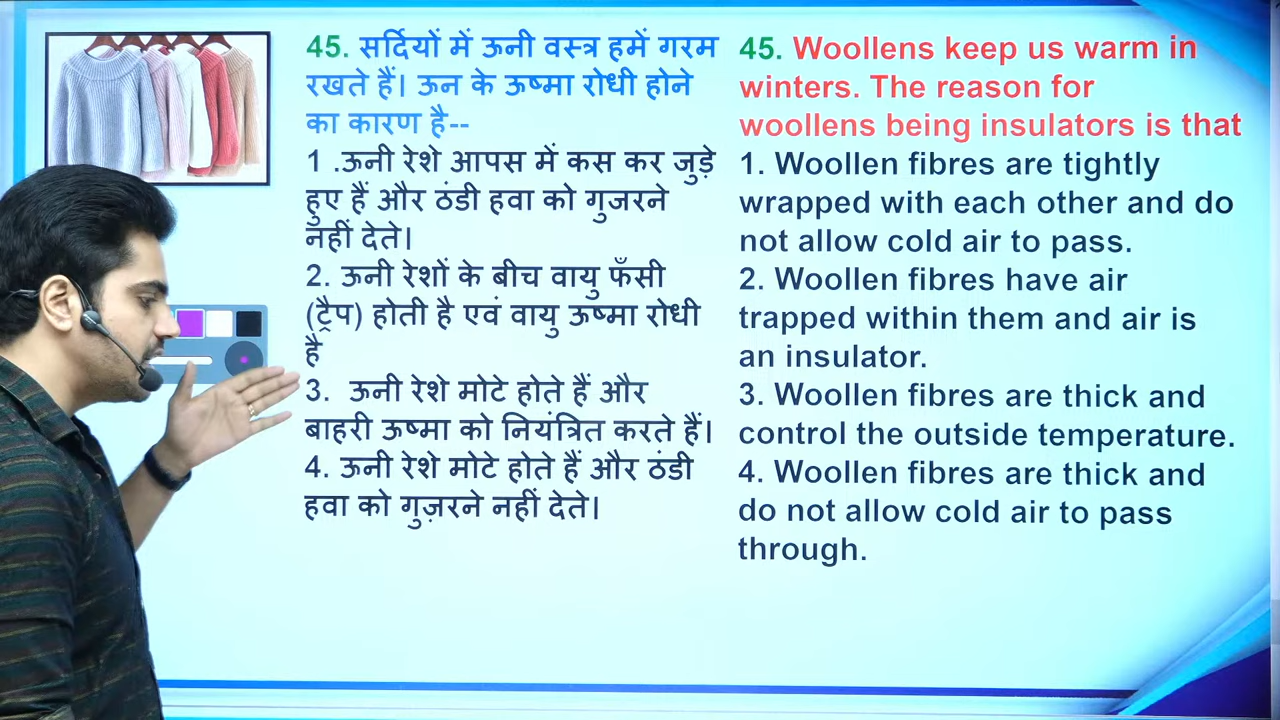 45. सर्दियों में ऊनी वस्त्र हमें गरम
रखते हैं। ऊन के ऊष्मा रोधी होने
का कारण है--
1 .ऊनी रेशे आपस में कस कर जुड़े
हुए हैं और ठंडी हवा को गुजरने
नहीं देते।
2. ऊनी रेशों के बीच वायु फँसी
(ट्रैप) होती है एवं वायु ऊष्मा रोधी
है
3. ऊनी रेशे मोटे होते हैं और
बाहरी ऊष्मा को नियंत्रित करते हैं।
4. ऊनी रेशे मोटे होते हैं और ठंडी
हवा को गुज़रने नहीं देते।
45. Woollens keep us warm in
winters. The reason for
woollens being insulators is that
1. Woollen fibres are tightly
wrapped with each other and do
not allow cold air to pass.
2. Woollen fibres have air
trapped within them and air is
an insulator.
3. Woollen fibres are thick and
control the outside temperature.
4. Woollen fibres are thick and
do not allow cold air to pass
through.